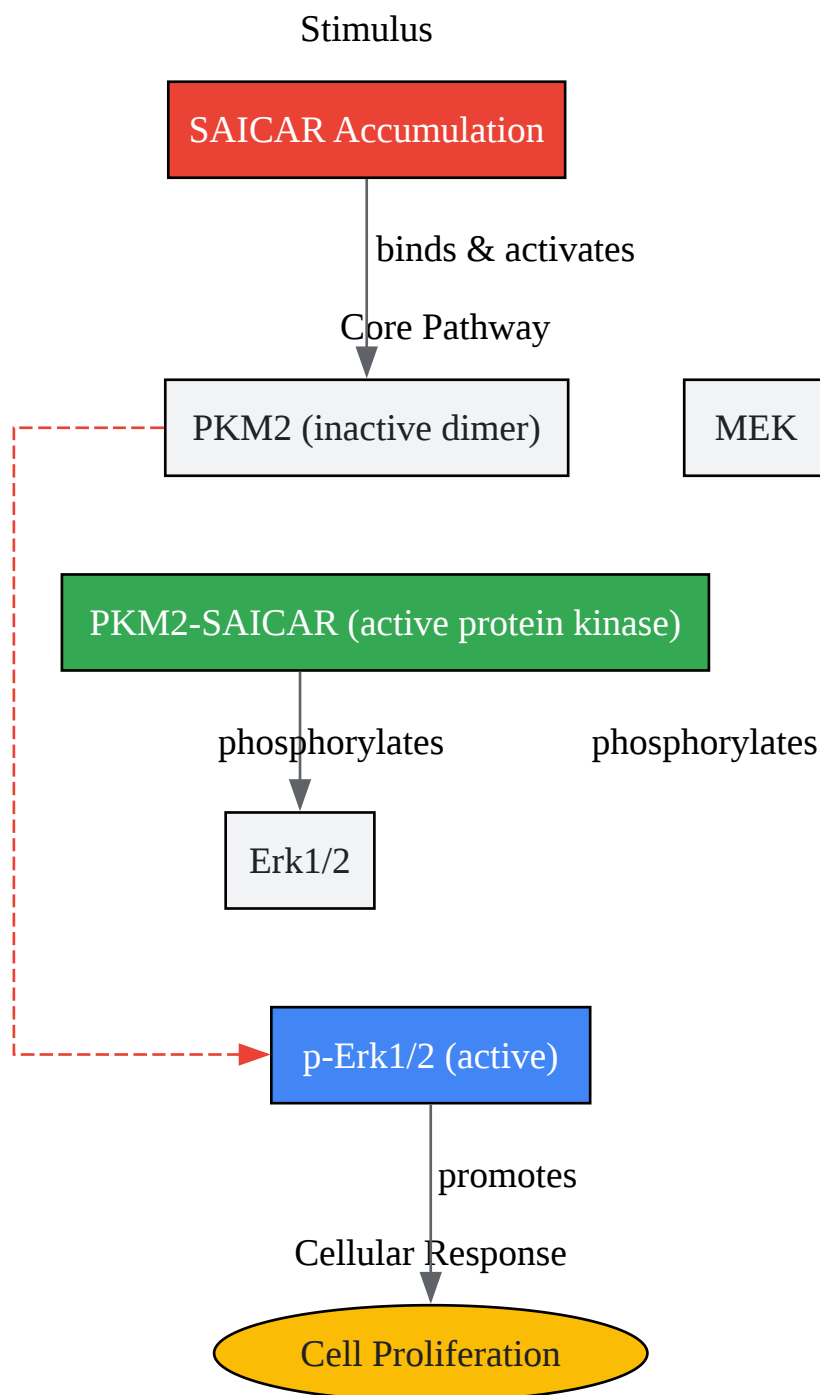 Stimulus
SAICAR Accumulation
binds & activates
Core Pathway
PKM2 (inactive dimer)
MEK
PKM2-SAICAR (active protein kinase)
phosphorylates
phosphorylates
Erk1/2
p-Erk1/2 (active)
promotes
Cellular Response
Cell Proliferation